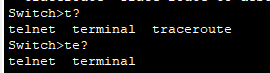 Switch>t?
telnet  terminal  traceroute
Switch>te?
telnet  terminal